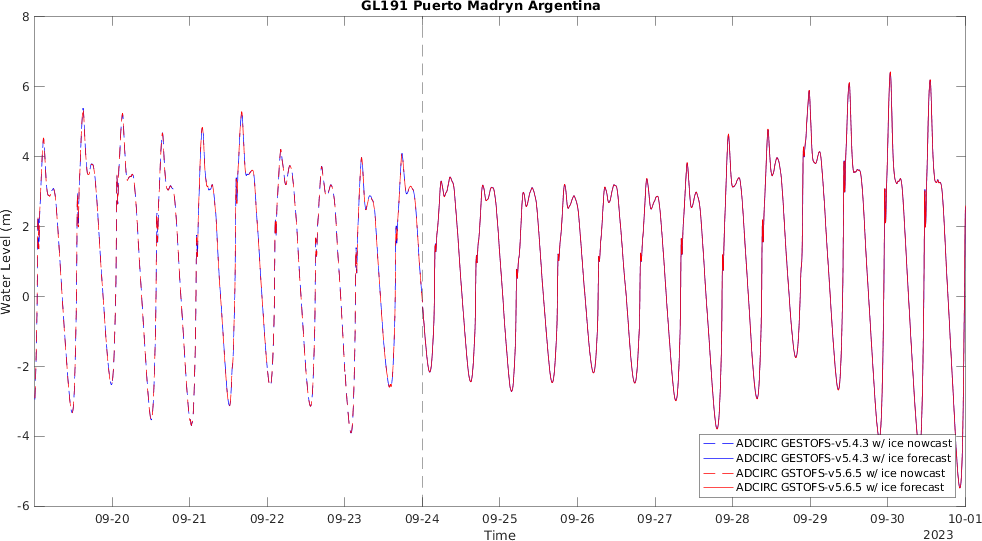 GL191 Puerto Madryn Argentina
8
6
4
2
0
-2
-4
-6
Water Level (m)
ADCIRC GESTOFS-v5.4.3 w/ ice nowcast
ADCIRC GESTOFS-v5.4.3 w/ ice forecast
ADCIRC GSTOFS-v5.6.5 w/ ice nowcast
ADCIRC GSTOFS-v5.6.5 w/ ice forecast
09-20 09-21 09-22 09-23 09-24 09-25 09-26 09-27 09-28 09-29 09-30 10-01
Time
2023